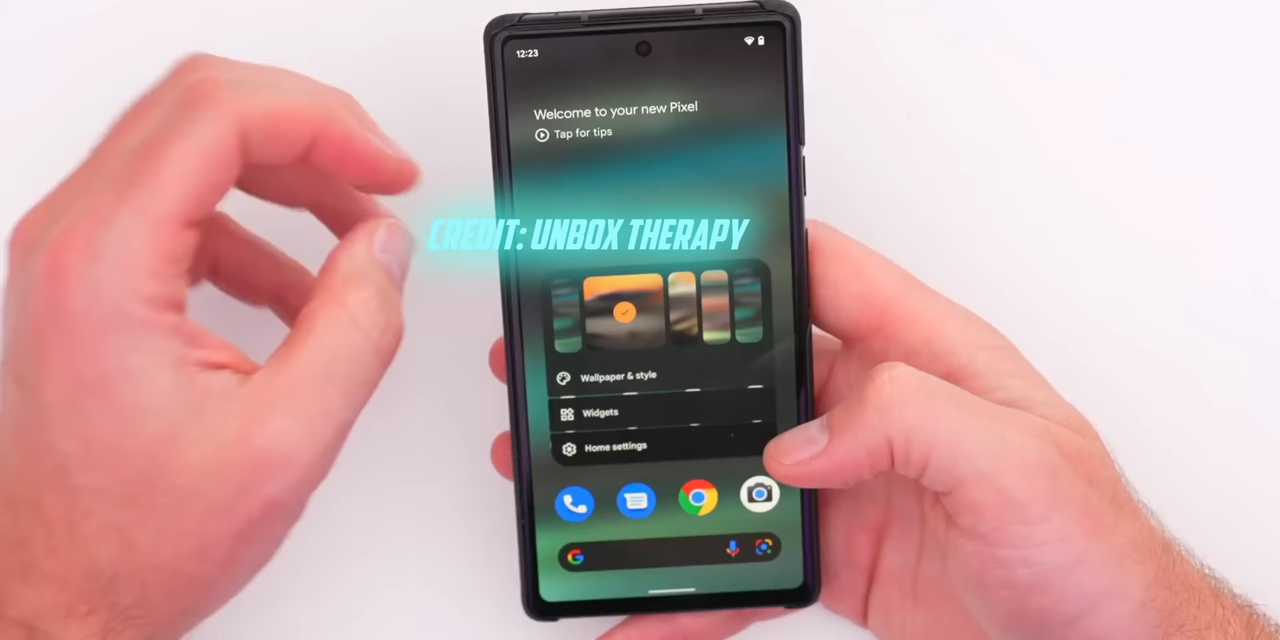 12:23
Welcome to your new Pixel
Tap for tips
CREDIT: UNBOX THERAPY
Wallpaper & style
Widgets
Home settings
G